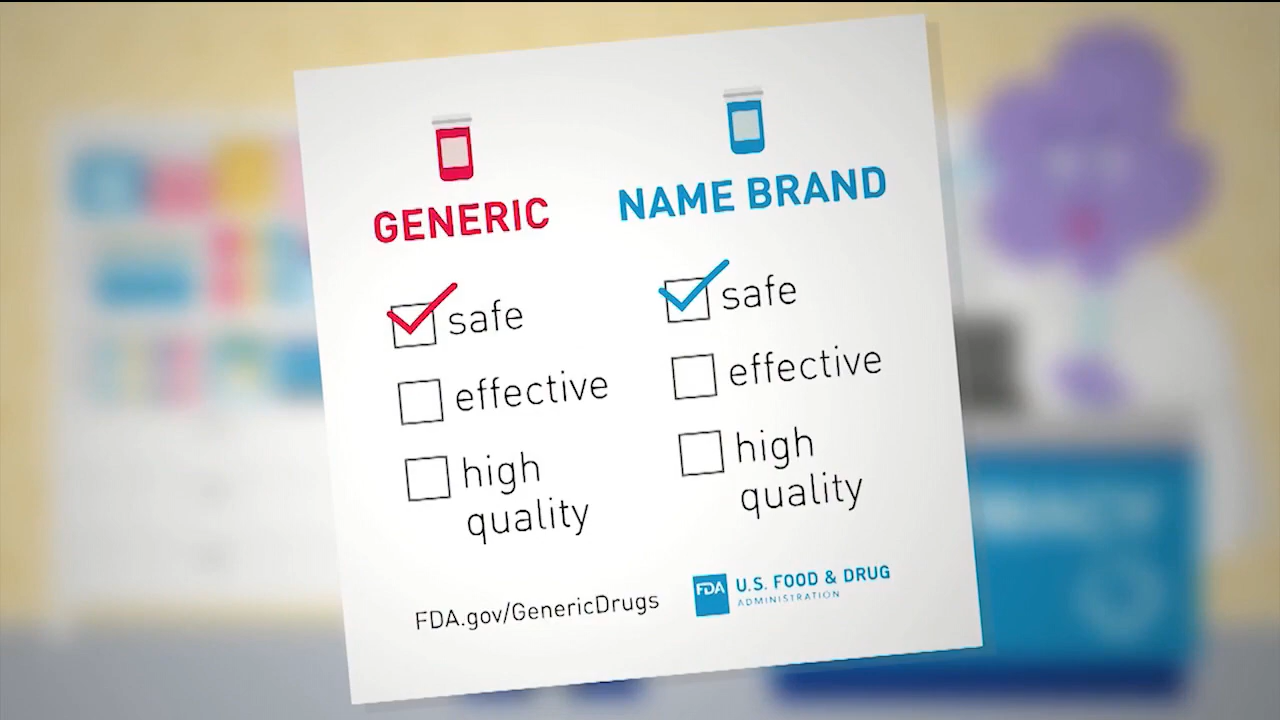 GENERIC
safe
effective
high
quality
NAME BRAND
safe
effective
high
quality
FDA.gov/GenericDrugs
FDA
U.S. FOOD & DRUG
ADMINISTRATION